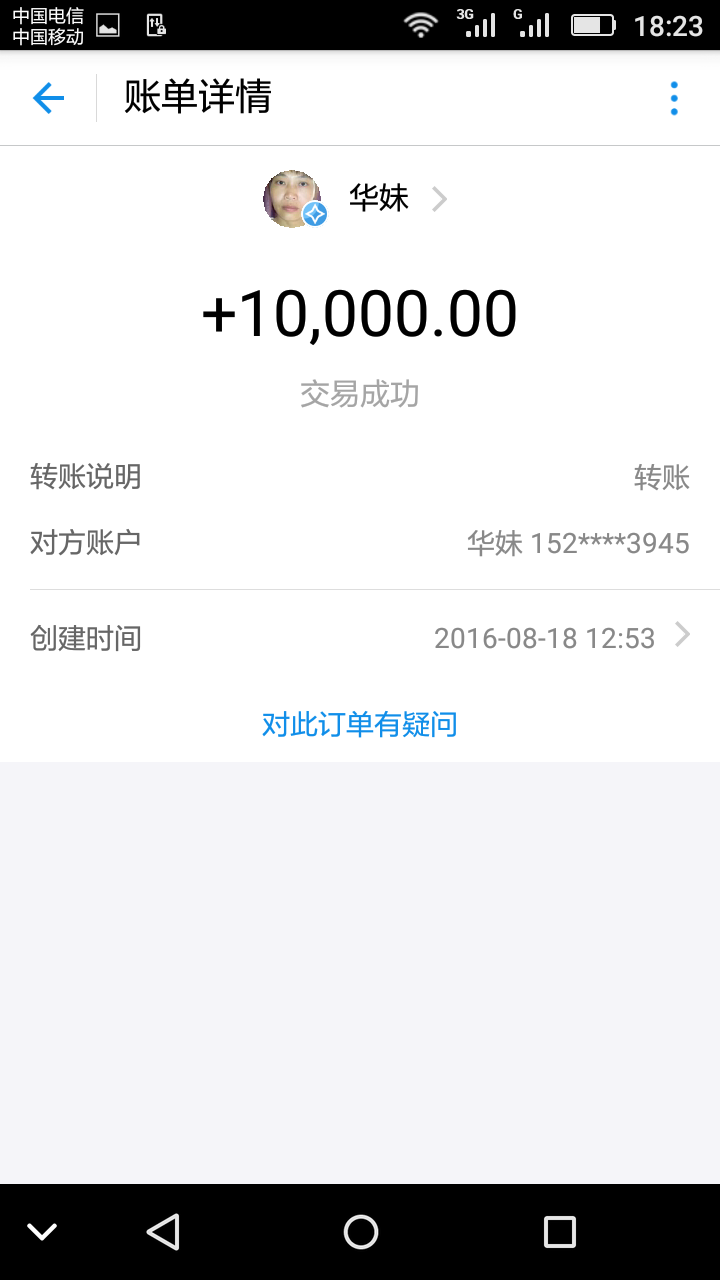 中国电信
中国移动
3G
G
18:23
账单详情
华妹
+10,000.00
交易成功
转账说明 转账
对方账户 华妹 152****3945
创建时间 2016-08-18 12:53
对此订单有疑问